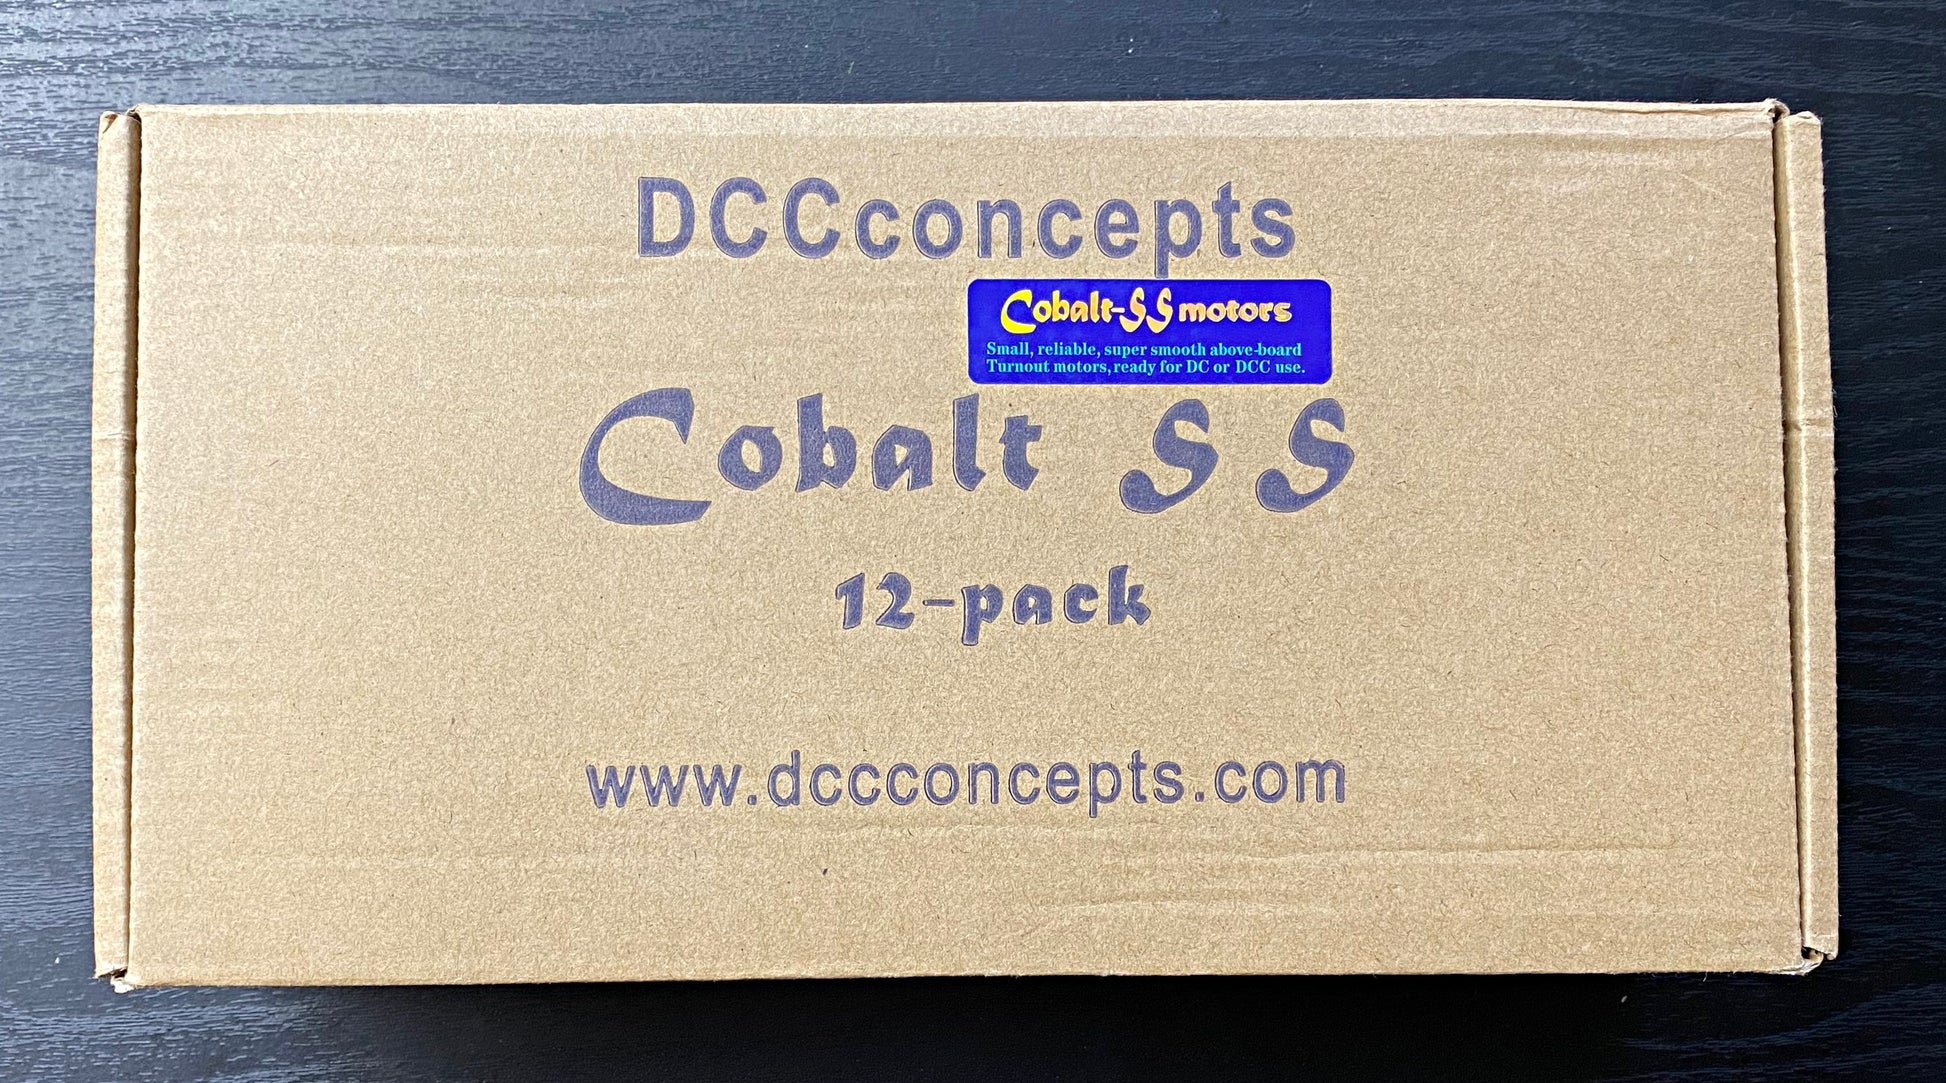 DCCconcepts
Cobalt-SS motors
Small, reliable, super smooth above-board
Turnout motors, ready for DC or DCC use.
Cobalt SS
12-pack
www.dccconcepts.com